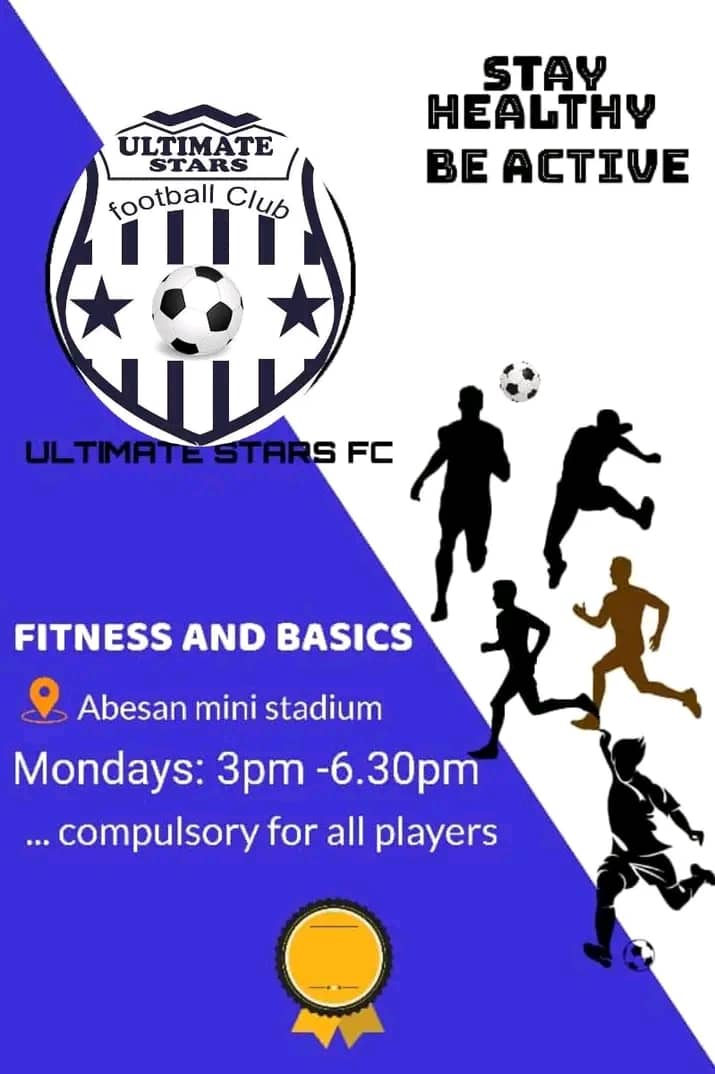 STAY
HEALTHY
BE ACTIVE
ULTIMATE
STARS
football Club
ULTIMATE STARS FC
FITNESS AND BASICS
Abesan mini stadium
Mondays: 3pm -6.30pm
... compulsory for all players